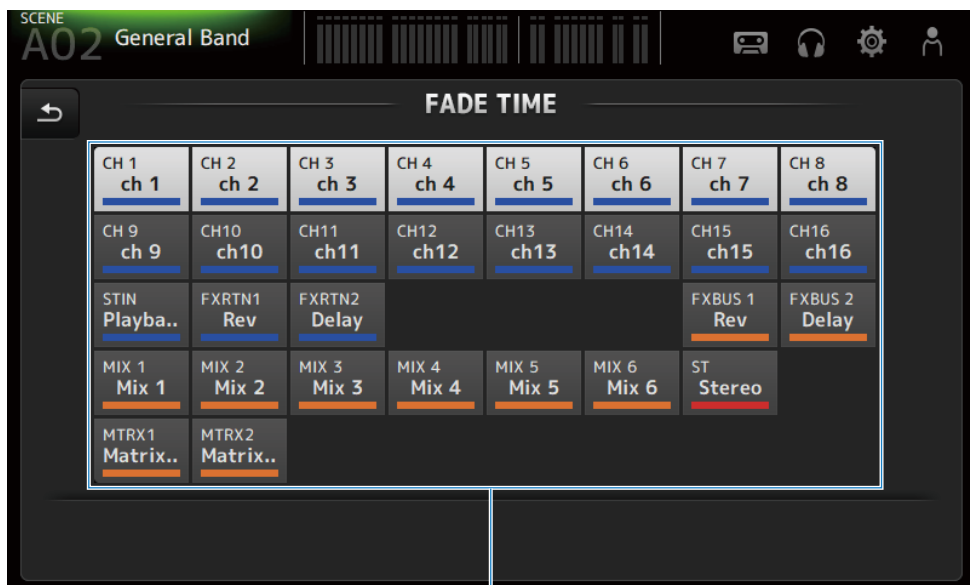 SCENE
A02 General Band
FADE TIME
CH 1 CH 2 CH 3 CH 4 CH 5 CH 6 CH 7 CH 8
ch 1 ch 2 ch 3 ch 4 ch 5 ch 6 ch 7 ch 8
CH 9 CH10 CH11 CH12 CH13 CH14 CH15 CH16
ch 9 ch10 ch11 ch12 ch13 ch14 ch15 ch16
STIN FXRTN1 FXRTN2 FXBUS 1 FXBUS 2
Playba.. Rev Delay Rev Delay
MIX 1 MIX 2 MIX 3 MIX 4 MIX 5 MIX 6 ST
Mix 1 Mix 2 Mix 3 Mix 4 Mix 5 Mix 6 Stereo
MTRX1 MTRX2
Matrix.. Matrix..